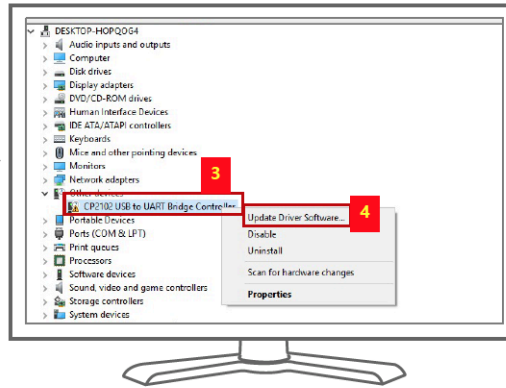 DESKTOP-HOPQOG4
Audio inputs and outputs
Computer
Disk drives
Display adapters
DVD/CD-ROM drives
Human Interface Devices
IDE ATA/ATAPI controllers
Keyboards
Mice and other pointing devices
Monitors
3
Network adapters
Other devices
CP2102 USB to UART Bridge Controller
Update Driver Software...
4
Portable Devices
Disable
Ports (COM & LPT)
Uninstall
Print queues
Processors
Scan for hardware changes
Software devices
Sound, video and game controllers
Properties
Storage controllers
System devices